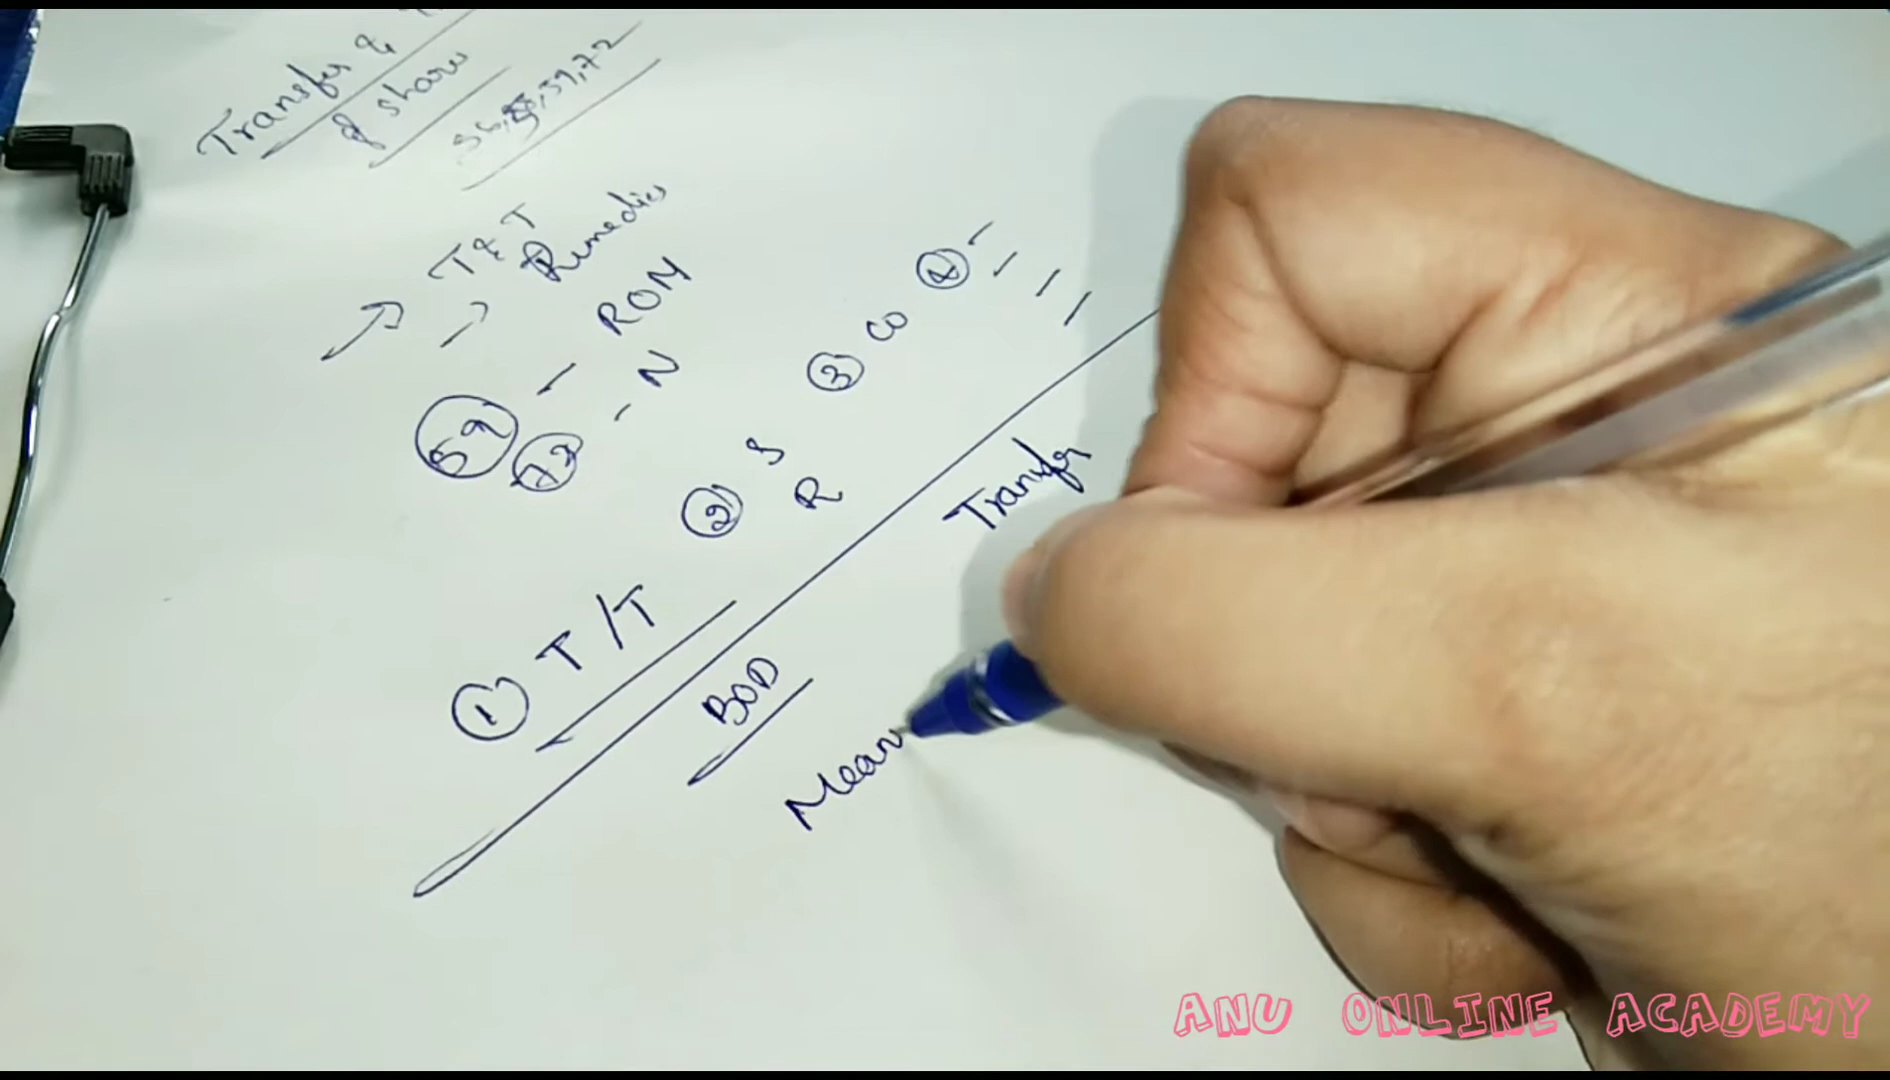 Transfer &
of share
56, 58, 59, 72
T & T
Remedies
59 - ROM
72 - N
① T/T
② S
R
③ Co
④
BOD
Transfer
Mean
ANU ONLINE ACADEMY